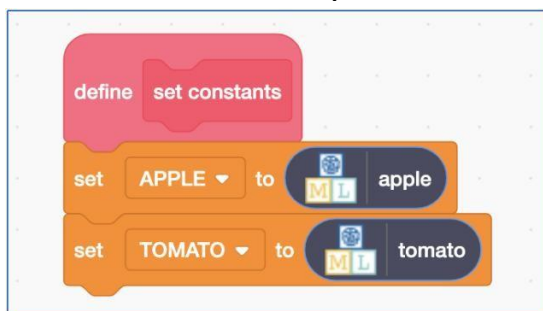 define set constants
set APPLE to ML apple
set TOMATO to ML tomato